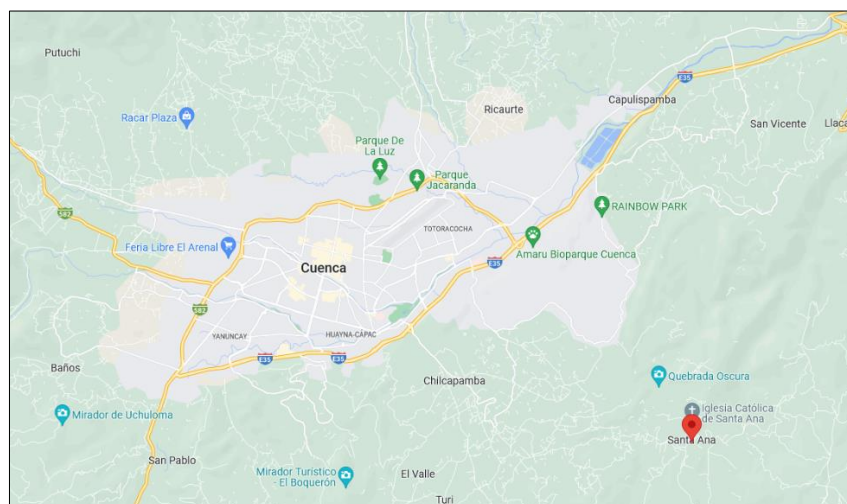 E35
Putuchi
Capulispamba
Racar Plaza
Ricaurte
San Vicente
Llaca
Parque De
La Luz
Parque
Jacaranda
RAINBOW PARK
582
TOTORACOCHA
Feria Libre El Arenal
Amaru Bioparque Cuenca
Cuenca
E35
582
YANUNCAY
HUAYNA-CÁPAC
E35
E35
Baños
Chilcapamba
Quebrada Oscura
Mirador de Uchuloma
Iglesia Católica
de Santa Ana
Santa Ana
San Pablo
Mirador Turístico
- El Boquerón
El Valle
Turi